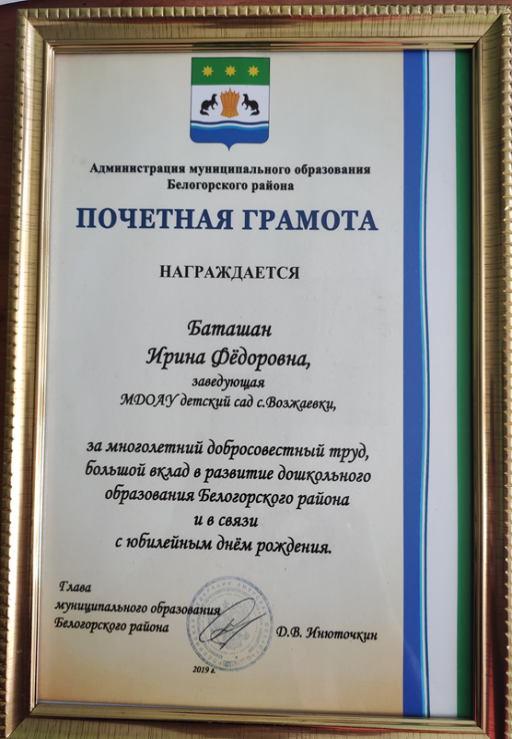 Администрация муниципального образования
Белогорского района
ПОЧЕТНАЯ ГРАМОТА
НАГРАЖДАЕТСЯ
Баташан
Ирина Фёдоровна,
заведующая
МДОАУ детский сад с.Возжаевки,
за многолетний добросовестный труд,
большой вклад в развитие дошкольного
образования Белогорского района
и в связи
с юбилейным днём рождения.
Глава
муниципального образования
Белогорского района
Д.В. Инюточкин
2019 г.